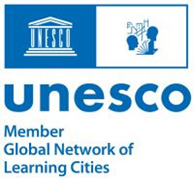 UNESCO
unesco
Member
Global Network of
Learning Cities